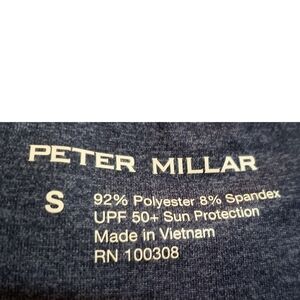 PETER MILLAR
S
92% Polyester 8% Spandex
UPF 50+ Sun Protection
Made in Vietnam
RN 100308